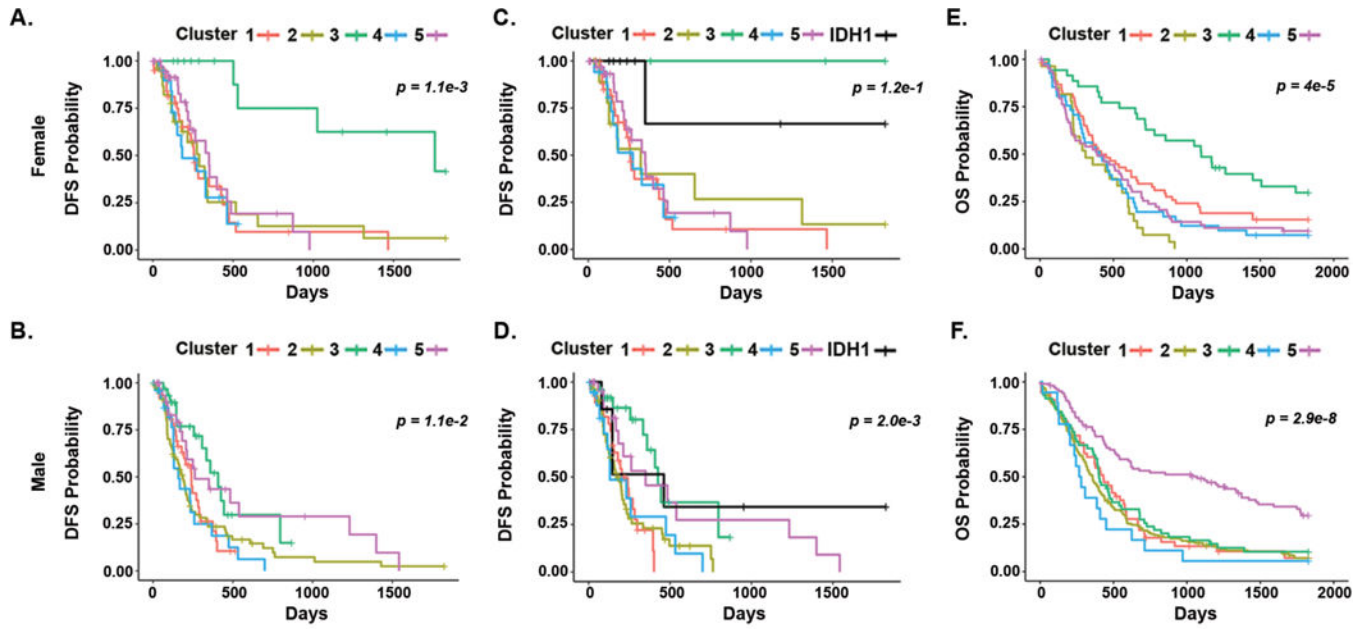 A.
Cluster 1 2 3 4 5
p = 1.1e-3
Female
DFS Probability
1.00
0.75
0.50
0.25
0.00
0 500 1000 1500
Days
C.
Cluster 1 2 3 4 5 IDH1
p = 1.2e-1
DFS Probability
1.00
0.75
0.50
0.25
0.00
0 500 1000 1500
Days
E.
Cluster 1 2 3 4 5
p = 4e-5
OS Probability
1.00
0.75
0.50
0.25
0.00
0 500 1000 1500 2000
Days
B.
Cluster 1 2 3 4 5
p = 1.1e-2
Male
DFS Probability
1.00
0.75
0.50
0.25
0.00
0 500 1000 1500
Days
D.
Cluster 1 2 3 4 5 IDH1
p = 2.0e-3
DFS Probability
1.00
0.75
0.50
0.25
0.00
0 500 1000 1500
Days
F.
Cluster 1 2 3 4 5
p = 2.9e-8
OS Probability
1.00
0.75
0.50
0.25
0.00
0 500 1000 1500 2000
Days